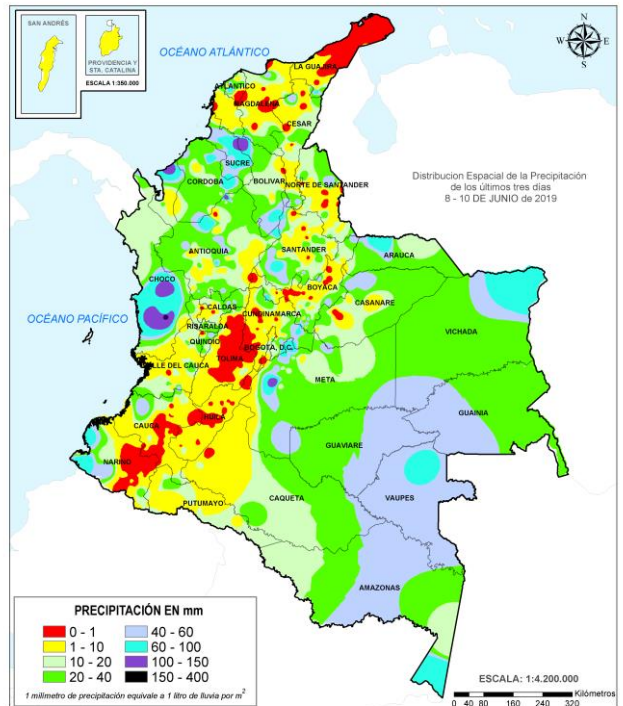 SAN ANDRÉS
PROVIDENCIA Y
STA. CATALINA
ESCALA 1:350.000
OCÉANO ATLÁNTICO
N
W
E
S
LA GUAJIRA
ATLANTICO
MAGDALENA
CESAR
SUCRE
CORDOBA
BOLIVAR
NORTE DE SANTANDER
Distribucion Espacial de la Precipitación
de los últimos tres días
8 - 10 DE JUNIO de 2019
ANTIOQUIA
SANTANDER
ARAUCA
CHOCO
BOYACA
CASANARE
OCÉANO PACÍFICO
CALDAS
CUNDINAMARCA
RISARALDA
VICHADA
QUINDIO
BOGOTA, D.C.
TOLIMA
VALLE DEL CAUCA
META
GUAINIA
HUILA
CAUCA
GUAVIARE
NARIÑO
VAUPES
CAQUETA
PUTUMAYO
AMAZONAS
PRECIPITACIÓN EN mm
0 - 1
40 - 60
1 - 10
60 - 100
10 - 20
100 - 150
20 - 40
150 - 400
1 milímetro de precipitación equivale a 1 litro de lluvia por m2
ESCALA: 1:4.200.000
Kilómetros
0 40 80 160 240 320